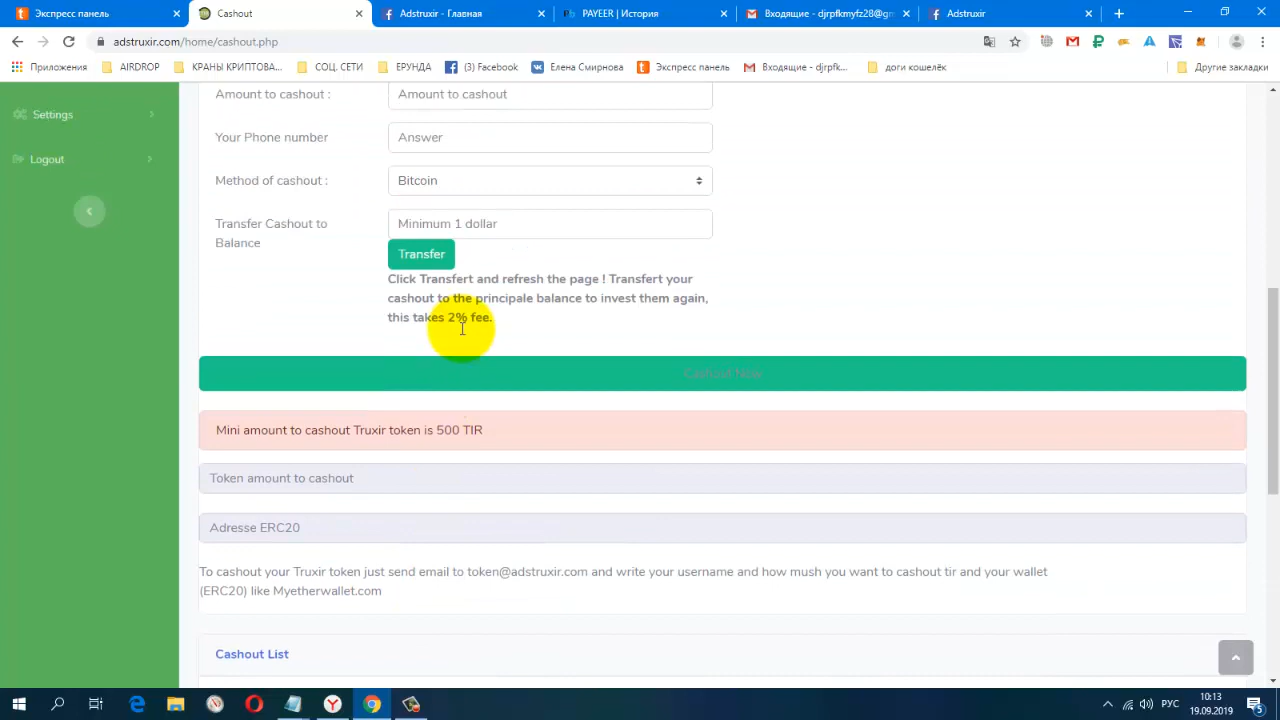 Экспресс панель
Cashout
Adstruxir - Главная
PAYEER | История
Входящие - djrpfkmyfz28@gm
Adstruxir
adstruxir.com/home/cashout.php
Приложения
AIRDROP
КРАНЫ КРИПТОВА...
СОЦ. СЕТИ
ЕРУНДА
(3) Facebook
Елена Смирнова
Экспресс панель
Входящие - djrpfk...
доги кошелёк
Другие закладки
Settings
Logout
Amount to cashout :
Amount to cashout
Your Phone number
Answer
Method of cashout :
Bitcoin
Transfer Cashout to
Balance
Minimum 1 dollar
Transfer
Click Transfert and refresh the page ! Transfert your
cashout to the principale balance to invest them again,
this takes 2% fee.
Cashout Now
Mini amount to cashout Truxir token is 500 TIR
Token amount to cashout
Adresse ERC20
To cashout your Truxir token just send email to token@adstruxir.com and write your username and how mush you want to cashout tir and your wallet
(ERC20) like Myetherwallet.com
Cashout List
РУС
10:13
19.09.2019
5